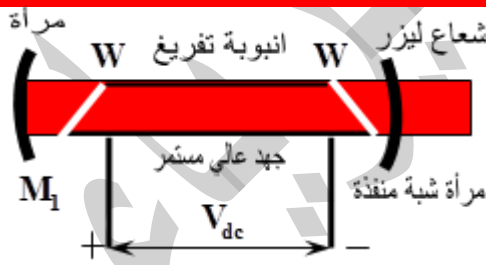 مرآة
W انبوبة تفريغ W
شعاع ليزر
جهد عالي مستمر
M1
مرآة شبة منفذة
+ Vdc −